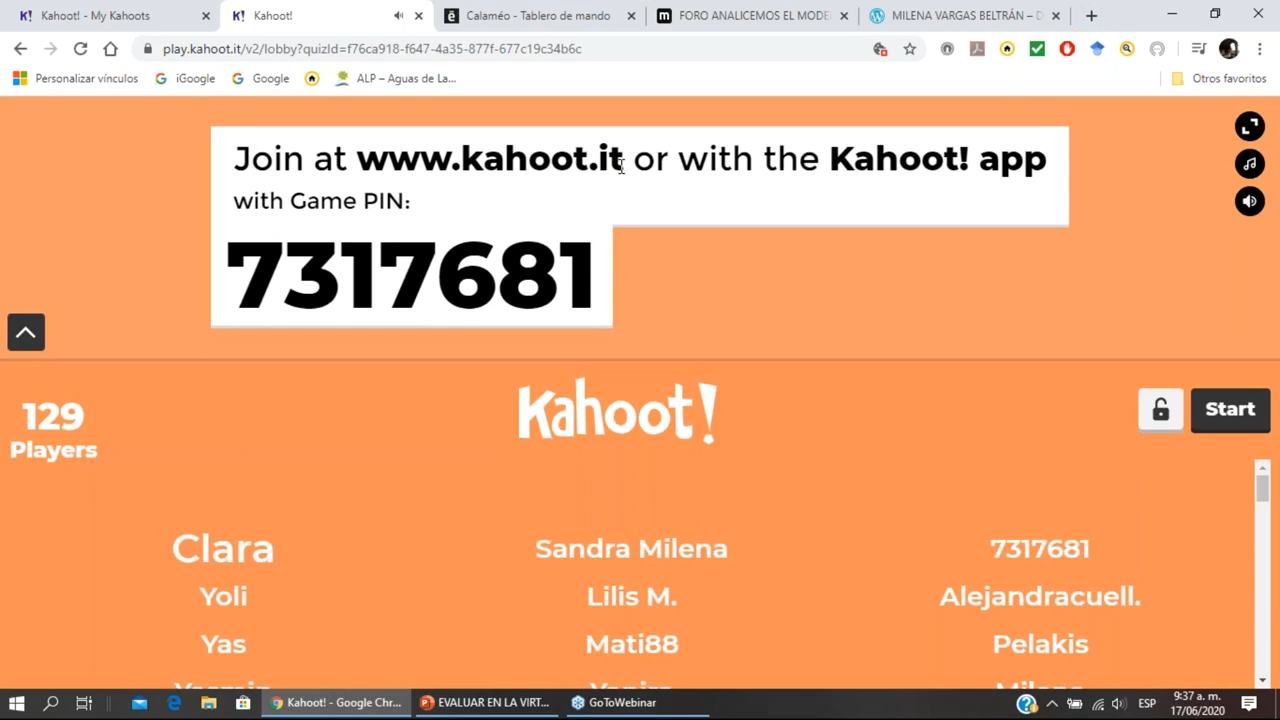 Kahoot! - My Kahoots
Kahoot!
Calaméo - Tablero de mando
FORO ANALICEMOS EL MODE
MILENA VARGAS BELTRÁN – D
play.kahoot.it/v2/lobby?quizId=f76ca918-f647-4a35-877f-677c19c34b6c
Personalizar vínculos
iGoogle
Google
ALP – Aguas de La...
Otros favoritos
Join at www.kahoot.it or with the Kahoot! app
with Game PIN:
7317681
129
Players
Kahoot!
Start
Clara Sandra Milena 7317681
Yoli Lilis M. Alejandracuell.
Yas Mati88 Pelakis
Kahoot! - Google Chr...
EVALUAR EN LA VIRT...
GoToWebinar
ESP
9:37 a. m.
17/06/2020